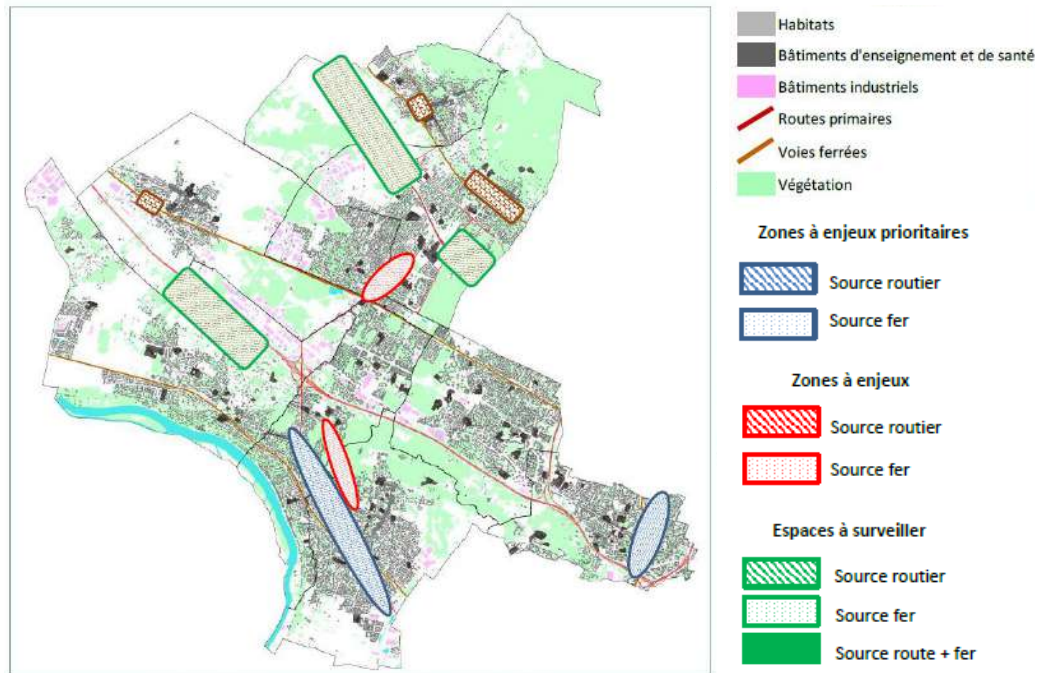 Habitats
Bâtiments d'enseignement et de santé
Bâtiments industriels
Routes primaires
Voies ferrées
Végétation
Zones à enjeux prioritaires
Source routier
Source fer
Zones à enjeux
Source routier
Source fer
Espaces à surveiller
Source routier
Source fer
Source route + fer